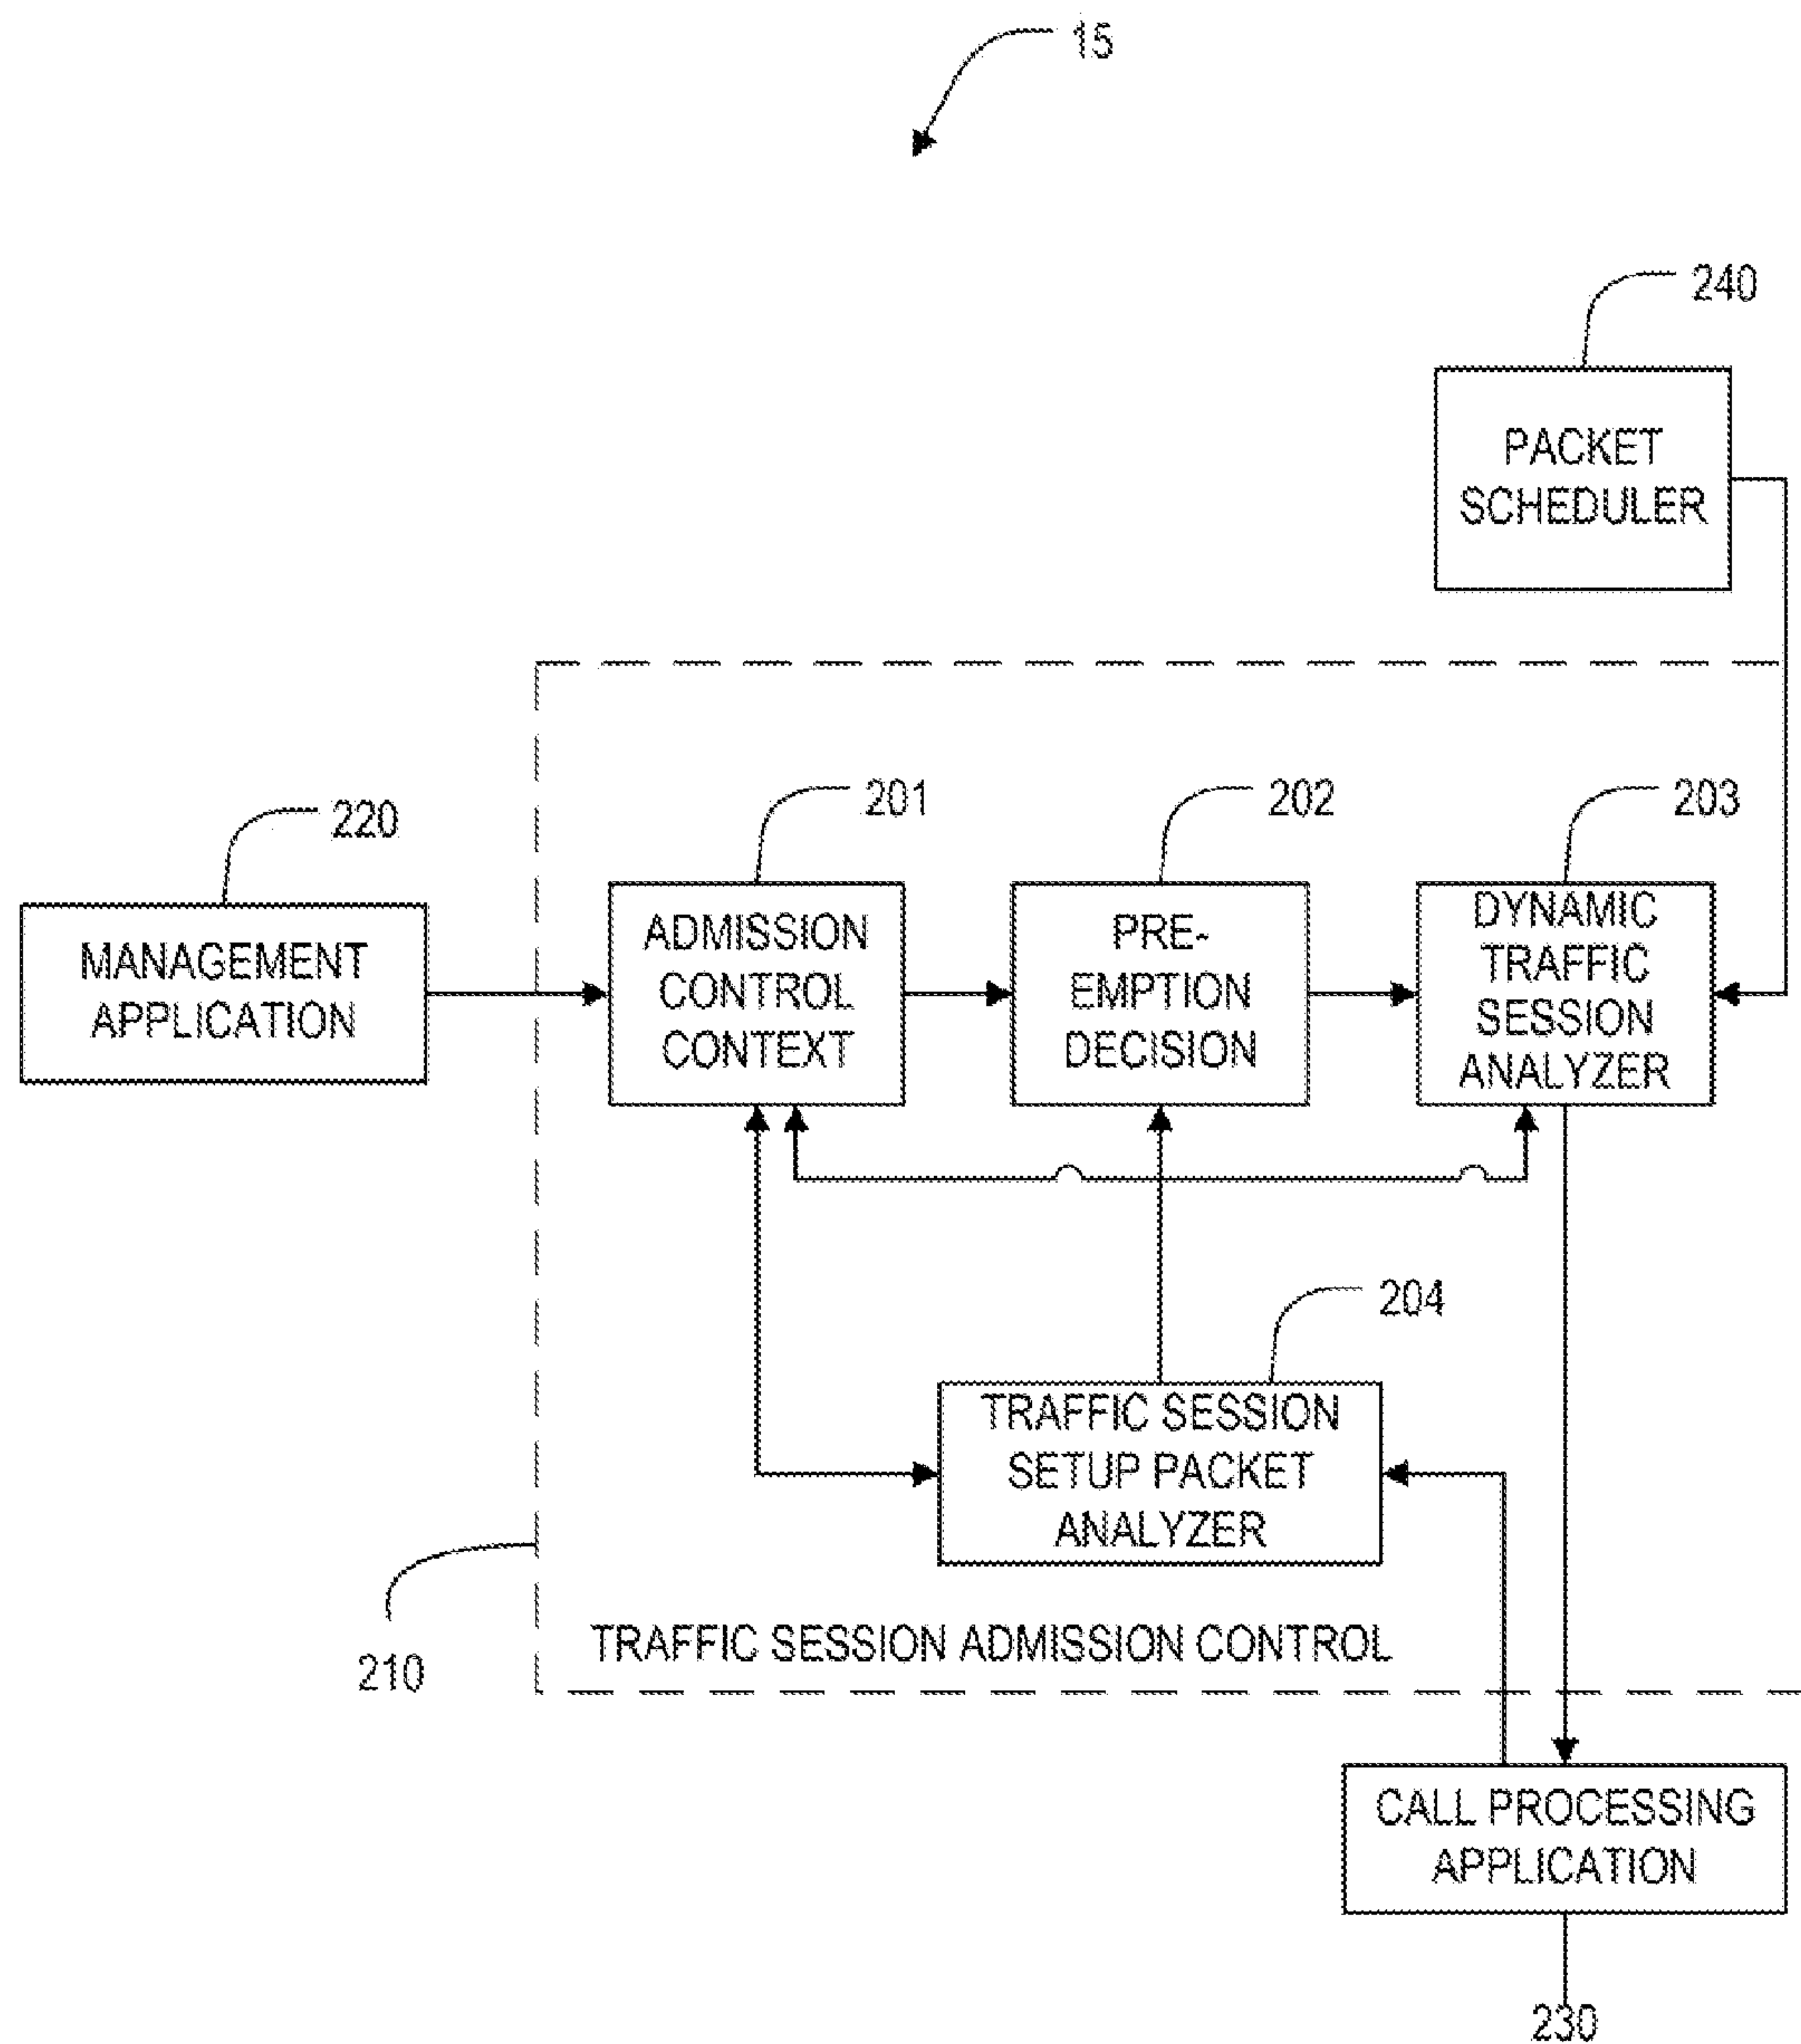 15
240
PACKET
SCHEDULER
201
202
203
220
MANAGEMENT
APPLICATION
ADMISSION
CONTROL
CONTEXT
PRE-
EMPTION
DECISION
DYNAMIC
TRAFFIC
SESSION
ANALYZER
204
TRAFFIC SESSION
SETUP PACKET
ANALYZER
TRAFFIC SESSION ADMISSION CONTROL
210
CALL PROCESSING
APPLICATION
230